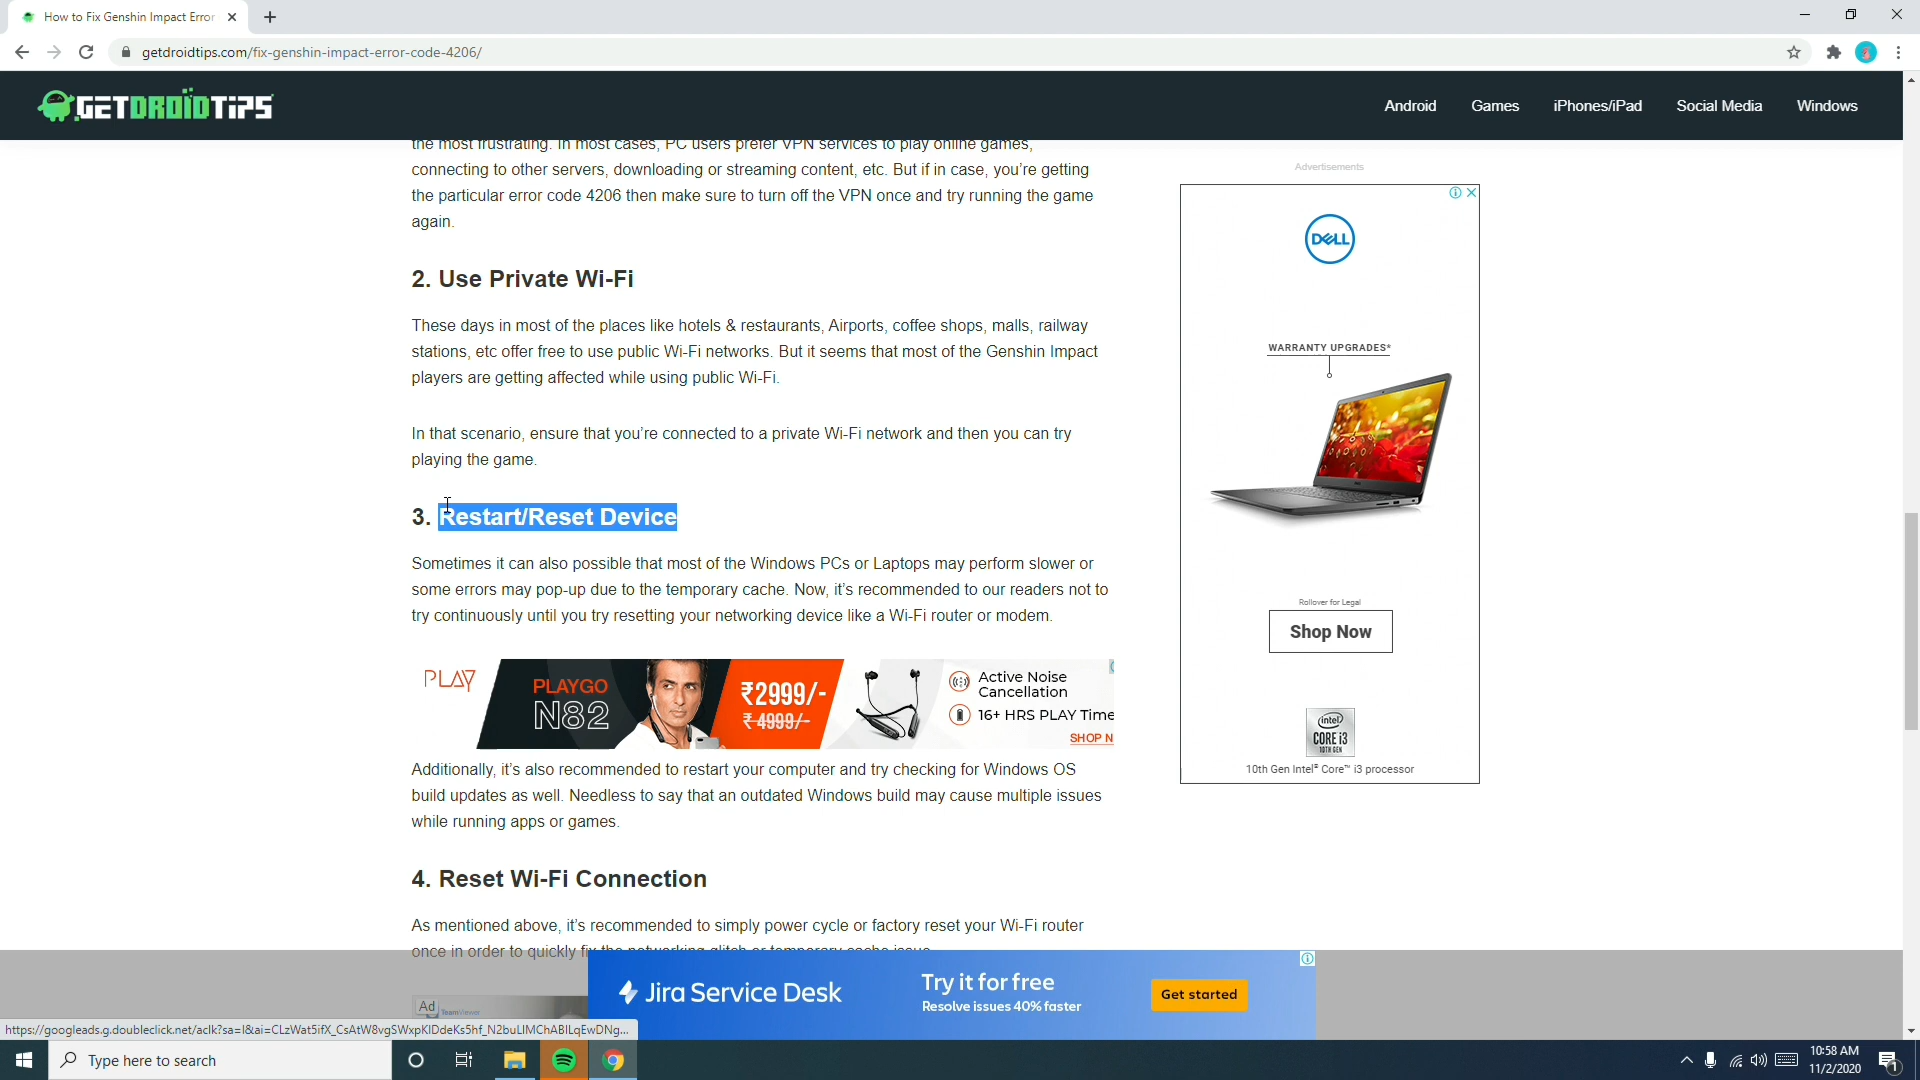 How to Fix Genshin Impact Error
getdroidtips.com/fix-genshin-impact-error-code-4206/
GETDROIDTIPS
Android Games iPhones/iPad Social Media Windows
the most frustrating. In most cases, PC users prefer VPN services to play online games,
connecting to other servers, downloading or streaming content, etc. But if in case, you’re getting
the particular error code 4206 then make sure to turn off the VPN once and try running the game
again.
2. Use Private Wi-Fi
These days in most of the places like hotels & restaurants, Airports, coffee shops, malls, railway
stations, etc offer free to use public Wi-Fi networks. But it seems that most of the Genshin Impact
players are getting affected while using public Wi-Fi.
In that scenario, ensure that you’re connected to a private Wi-Fi network and then you can try
playing the game.
3. Restart/Reset Device
Sometimes it can also possible that most of the Windows PCs or Laptops may perform slower or
some errors may pop-up due to the temporary cache. Now, it’s recommended to our readers not to
try continuously until you try resetting your networking device like a Wi-Fi router or modem.
PLAY
PLAYGO
N82
₹2999/-
₹ 4999/-
Active Noise
Cancellation
16+ HRS PLAY Time
SHOP N
Additionally, it’s also recommended to restart your computer and try checking for Windows OS
build updates as well. Needless to say that an outdated Windows build may cause multiple issues
while running apps or games.
4. Reset Wi-Fi Connection
As mentioned above, it’s recommended to simply power cycle or factory reset your Wi-Fi router
once in order to quickly fix the networking glitch or temporary cache issue.
Advertisements
DELL
WARRANTY UPGRADES*
Rollover for Legal
Shop Now
intel
CORE i3
10TH GEN
10th Gen Intel® Core™ i3 processor
Ad
TeamViewer
Jira Service Desk
Try it for free
Resolve issues 40% faster
Get started
Type here to search
10:58 AM
11/2/2020
1